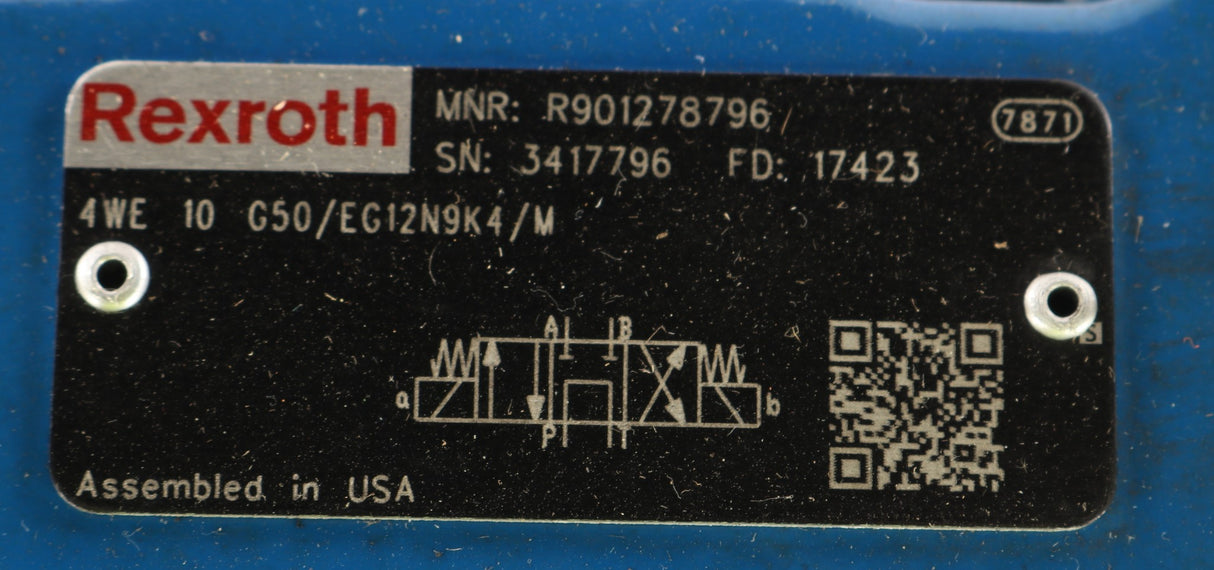 Rexroth
MNR: R901278796
7871
SN: 3417796 FD: 17423
4WE 10 G50/EG12N9K4/M
A B
a b
P T
S
Assembled in USA